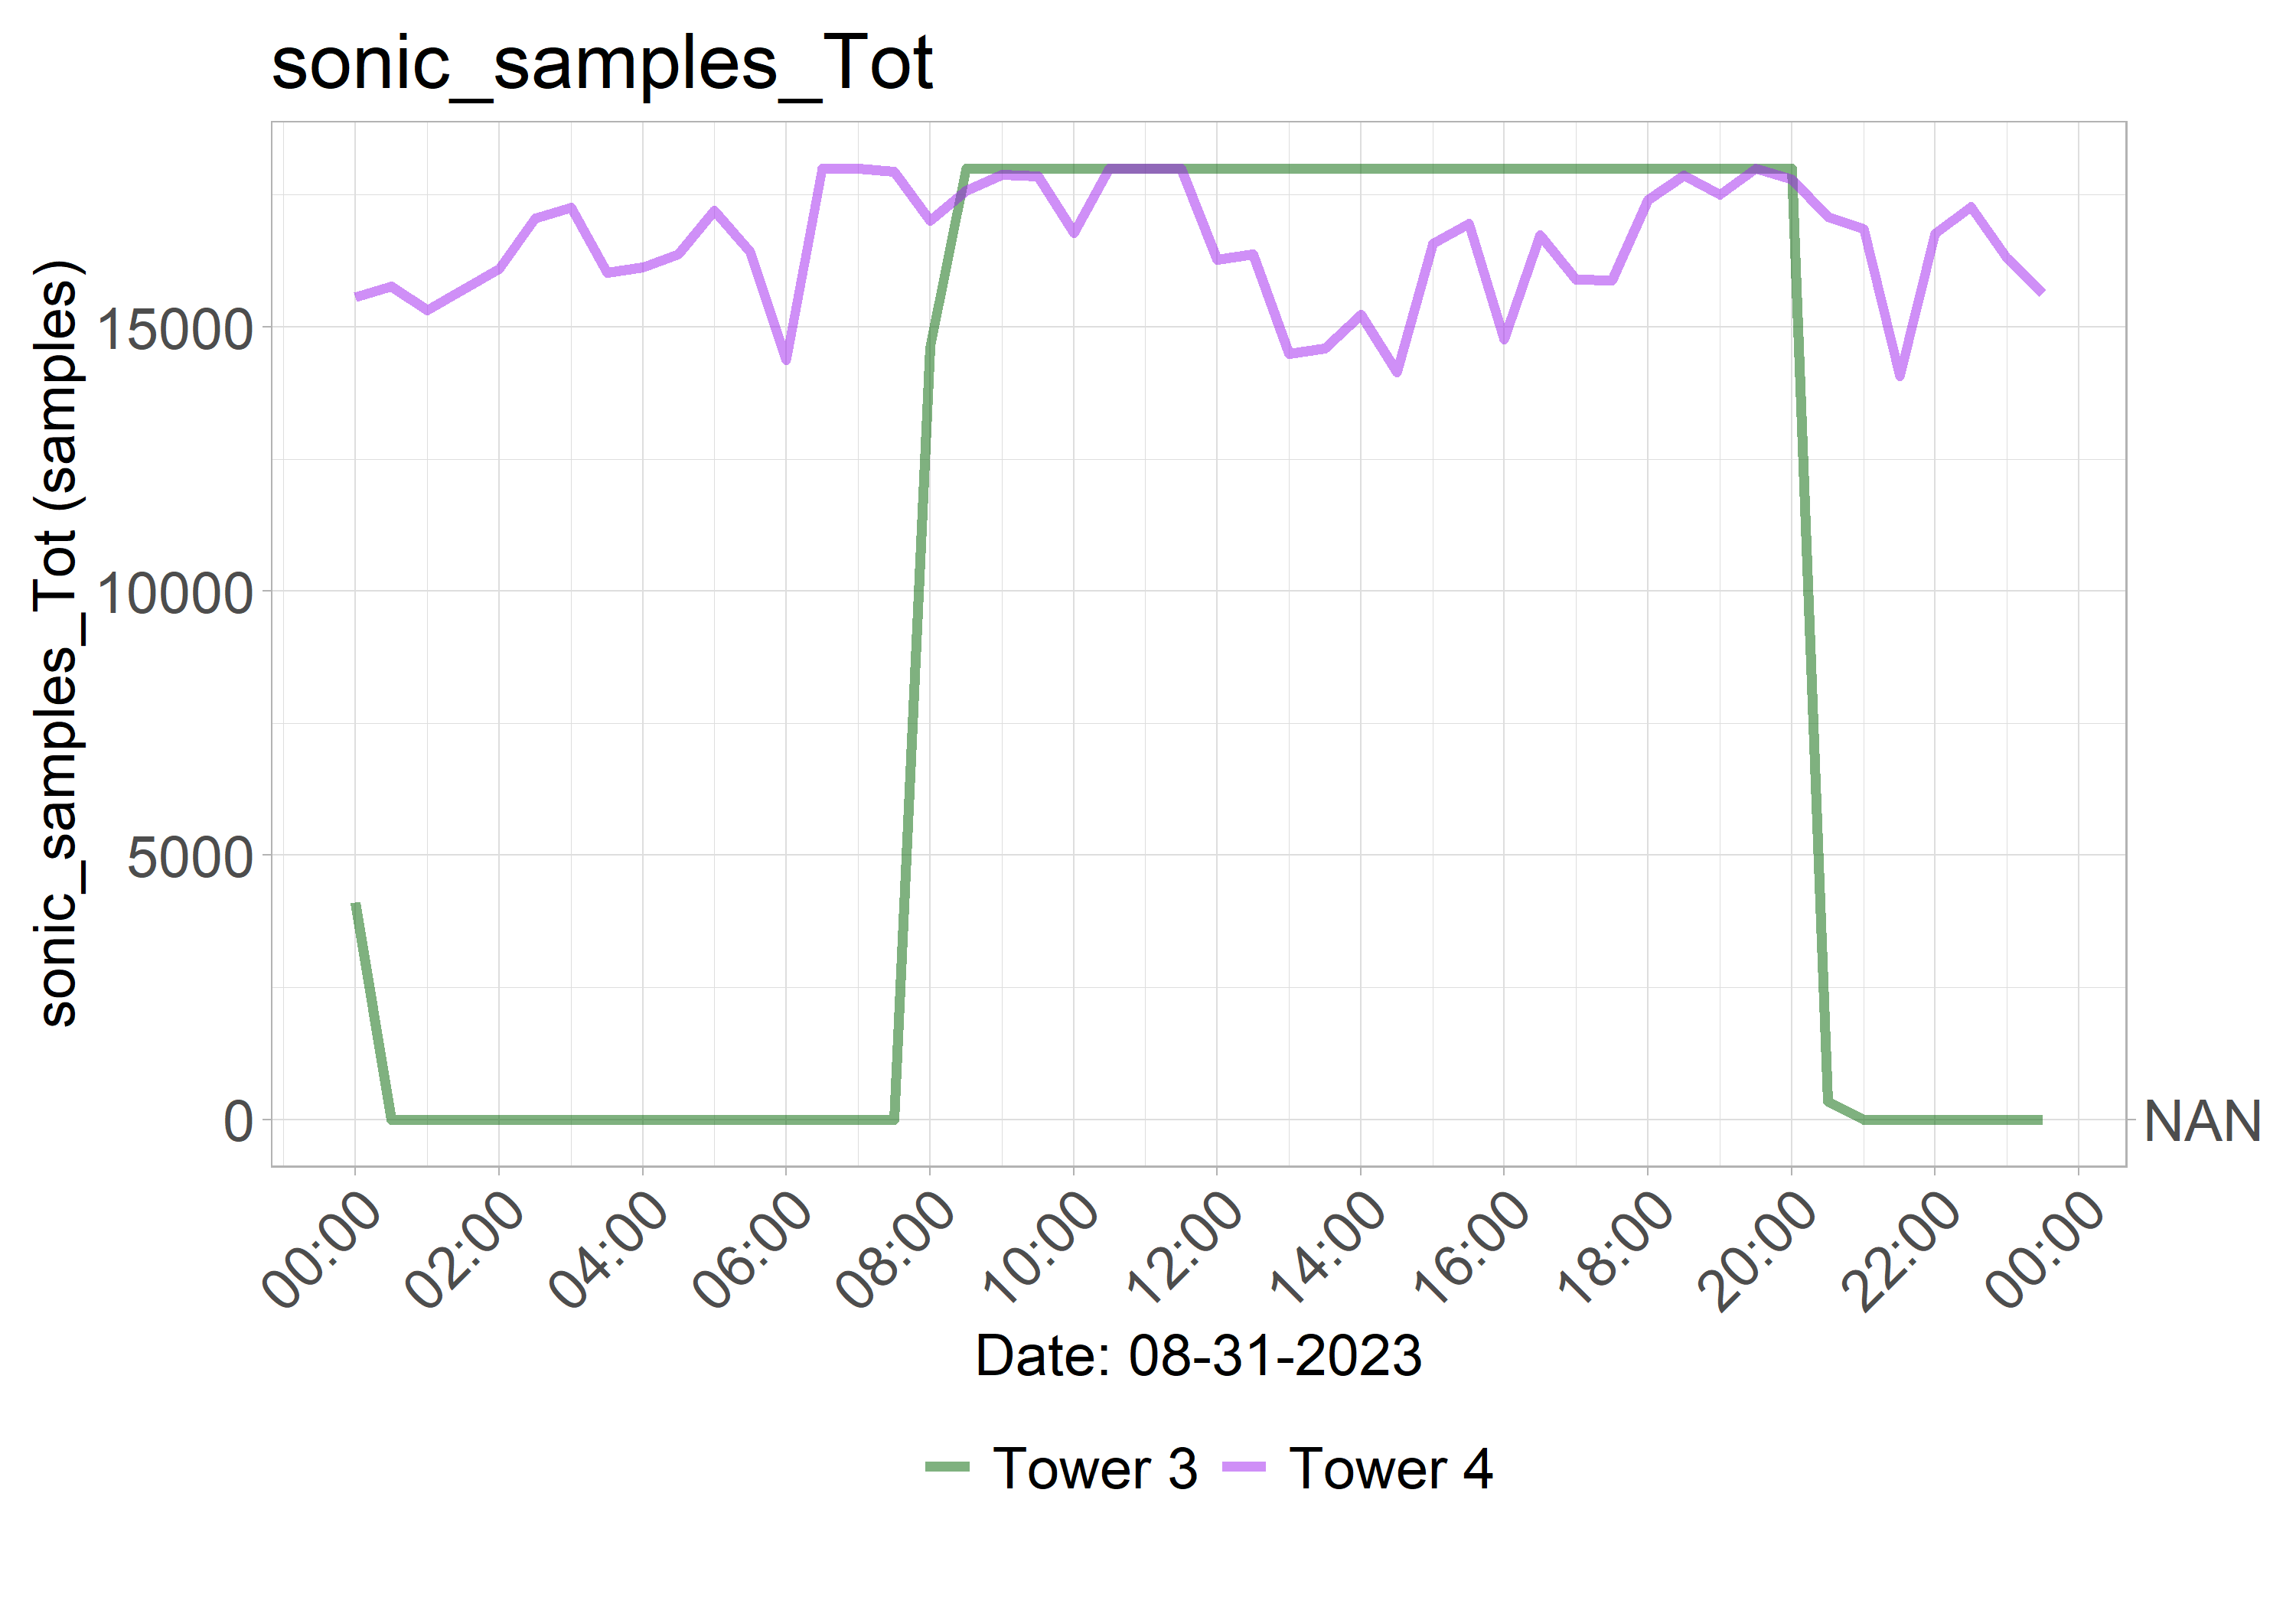 sonic_samples_Tot
sonic_samples_Tot (samples)
15000
10000
5000
0
NAN
00:00
02:00
04:00
06:00
08:00
10:00
12:00
14:00
16:00
18:00
20:00
22:00
00:00
Date: 08-31-2023
Tower 3
Tower 4